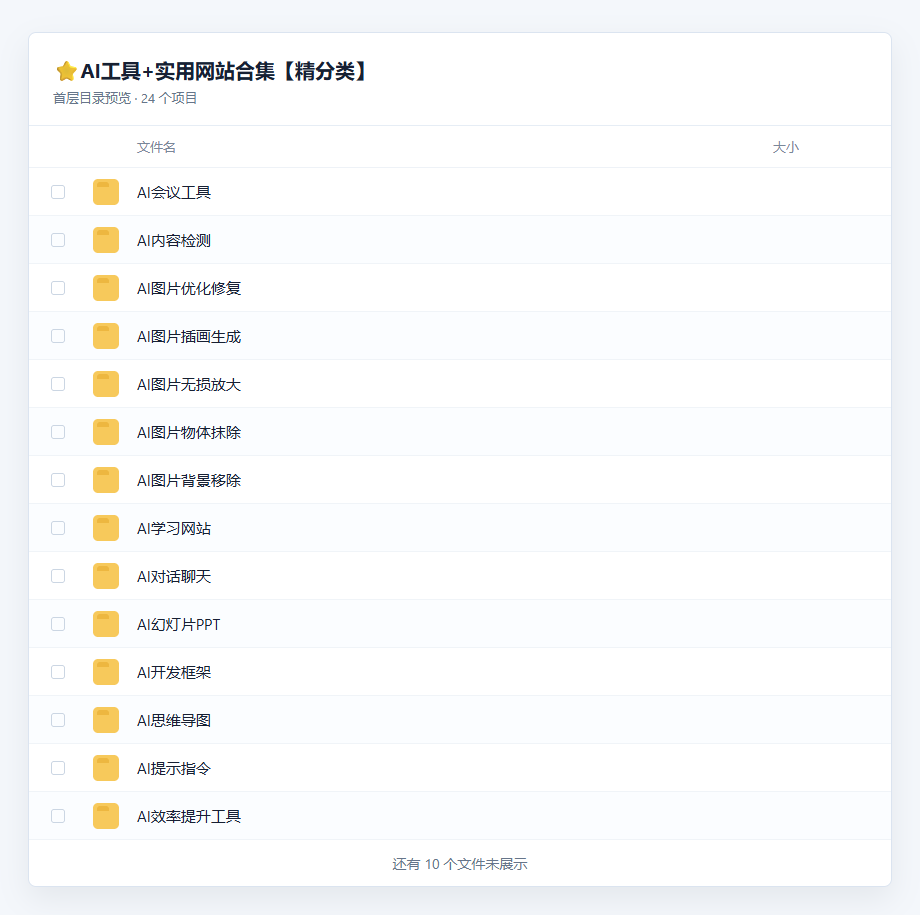 ⭐AI工具+实用网站合集【精分类】
首层目录预览 · 24 个项目
文件名 大小
AI会议工具
AI内容检测
AI图片优化修复
AI图片插画生成
AI图片无损放大
AI图片物体抹除
AI图片背景移除
AI学习网站
AI对话聊天
AI幻灯片PPT
AI开发框架
AI思维导图
AI提示指令
AI效率提升工具
还有 10 个文件未展示